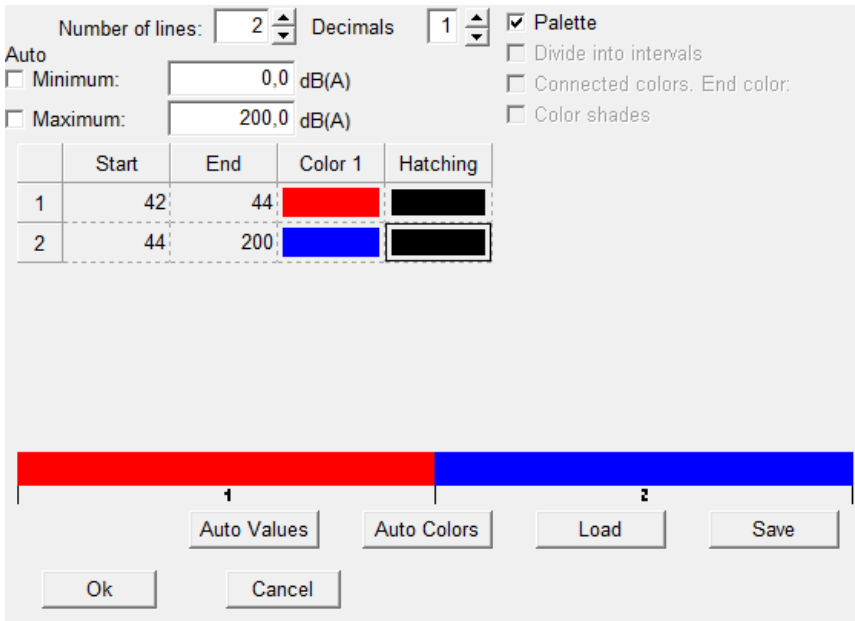 Number of lines: 2 Decimals 1 Palette
Auto
Divide into intervals
Minimum: 0,0 dB(A)
Connected colors. End color:
Maximum: 200,0 dB(A)
Color shades
Start End Color 1 Hatching
1 42 44
2 44 200
1 2
Auto Values Auto Colors Load Save
Ok Cancel